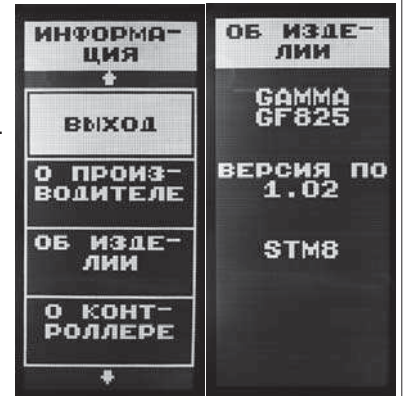 ИНФОРМА-
ЦИЯ
ВЫХОД
О ПРОИЗ-
ВОДИТЕЛЕ
ОБ ИЗДЕ-
ЛИИ
О КОНТ-
РОЛЛЕРЕ
ОБ ИЗДЕ-
ЛИИ
GAMMA
GF825
ВЕРСИЯ ПО
1.02
STM8